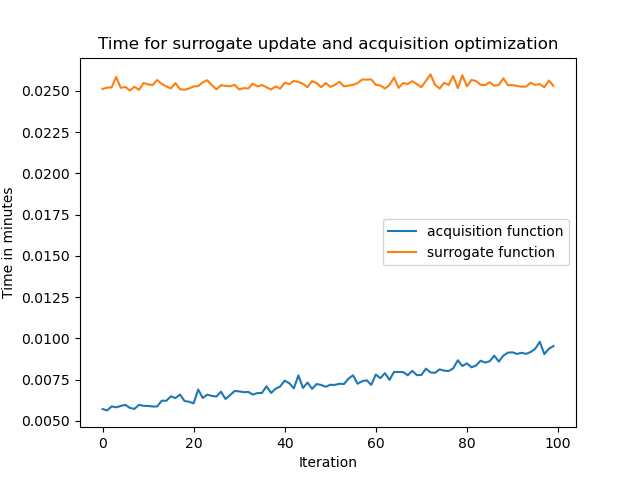 Time for surrogate update and acquisition optimization
0.0250
0.0225
0.0200
0.0175
0.0150
0.0125
0.0100
0.0075
0.0050
Time in minutes
acquisition function
surrogate function
0 20 40 60 80 100
Iteration